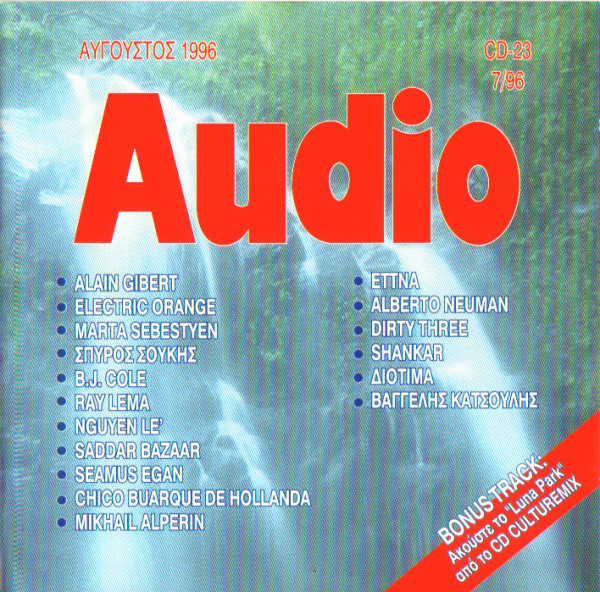 ΑΥΓΟΥΣΤΟΣ 1996
CD-23
7/96
Audio
ALAIN GIBERT
ELECTRIC ORANGE
MARTA SEBESTYEN
ΣΠΥΡΟΣ ΣΟΥΚΗΣ
B.J. COLE
RAY LEMA
NGUYEN LE'
SADDAR BAZAAR
SEAMUS EGAN
CHICO BUARQUE DE HOLLANDA
MIKHAIL ALPERIN
ΕΤΤΝΑ
ALBERTO NEUMAN
DIRTY THREE
SHANKAR
ΔΙΟΤΙΜΑ
ΒΑΓΓΕΛΗΣ ΚΑΤΣΟΥΛΗΣ
BONUS TRACK:
Ακούστε το "Luna Park"
από το CD CULTUREMIX